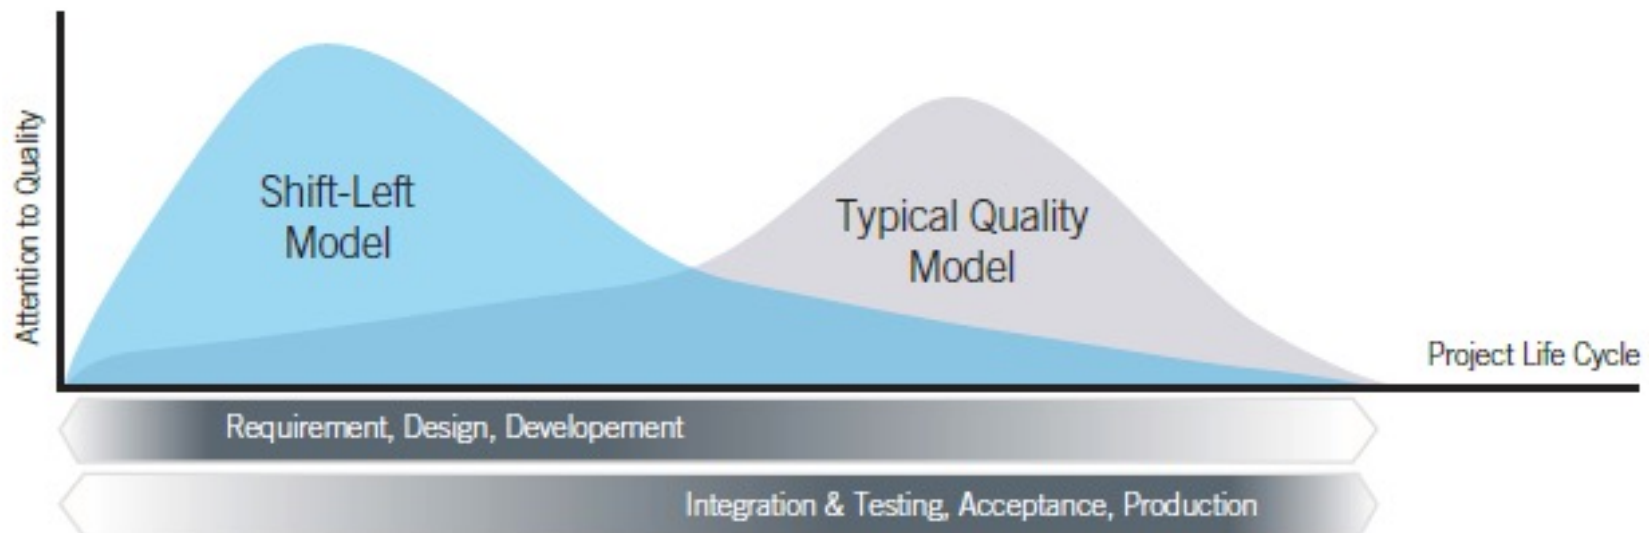 Attention to Quality
Shift-Left
Model
Typical Quality
Model
Project Life Cycle
Requirement, Design, Developement
Integration & Testing, Acceptance, Production